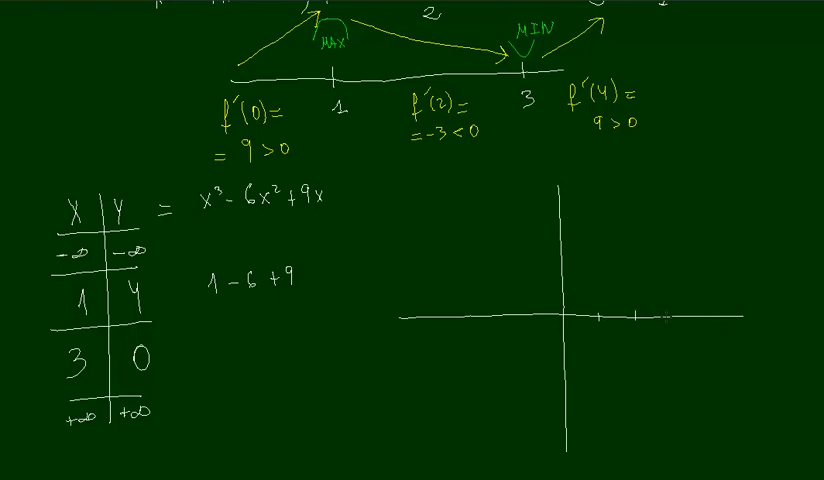 2
MAX
MIN
1
3
f'(0)=
= 9 > 0
f'(2)=
= -3 < 0
f'(4)=
9 > 0
X Y = x³ - 6x² + 9x
-∞ -∞
1 4 1 - 6 + 9
3 0
+∞ +∞